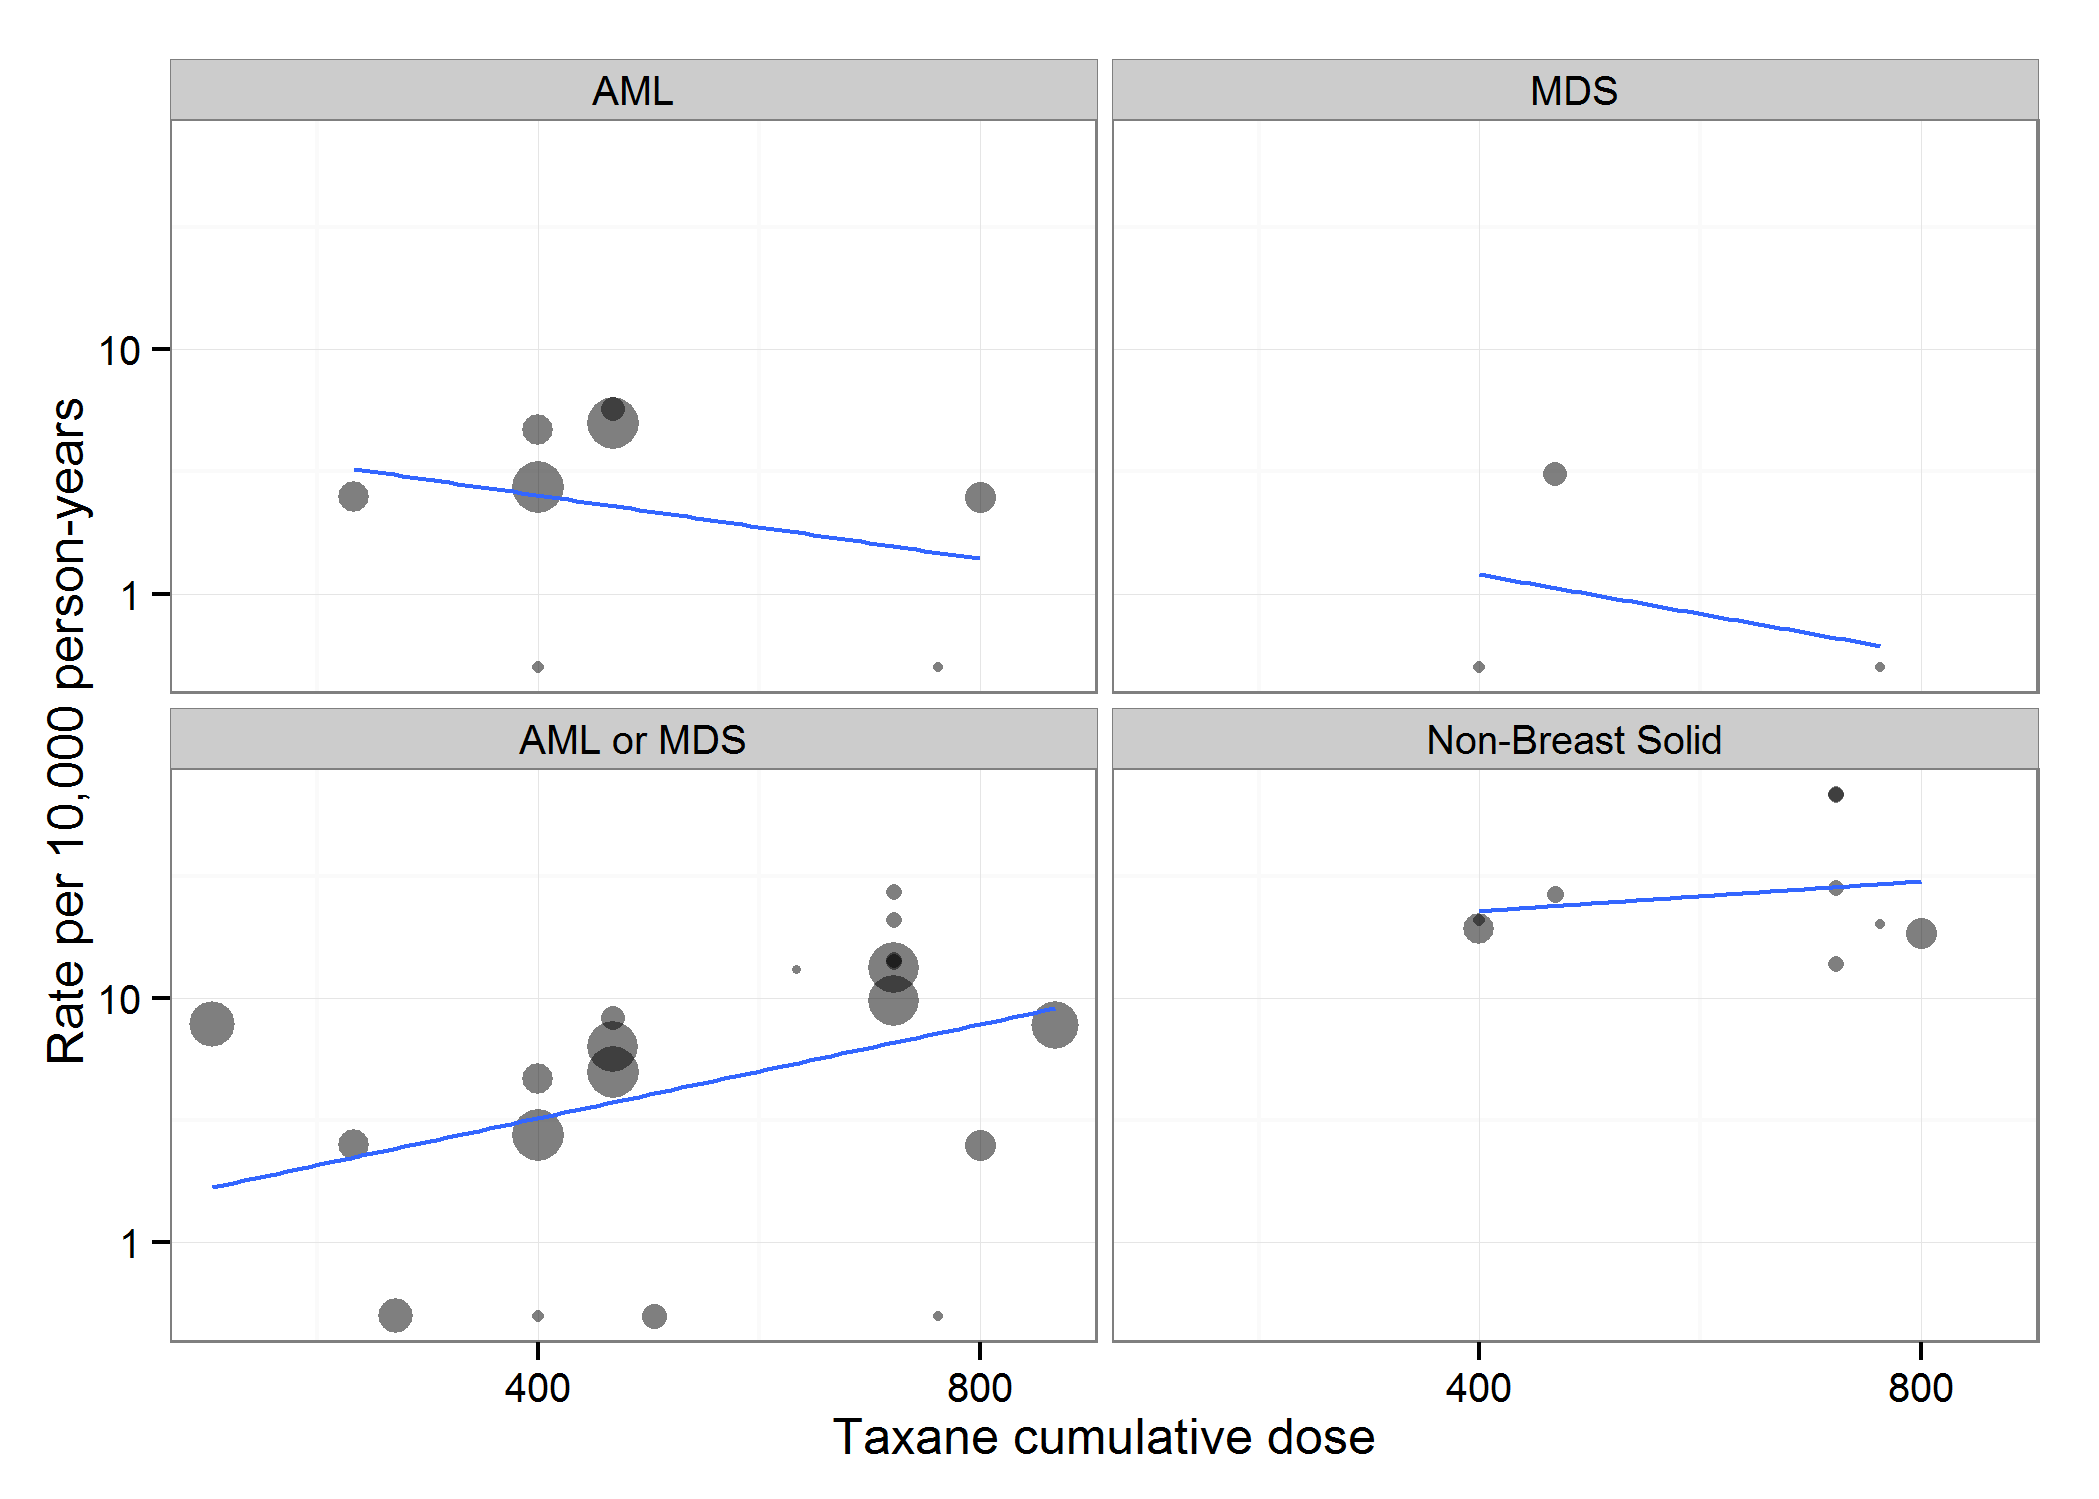 AML
MDS
10
1
AML or MDS
Non-Breast Solid
10
1
400
800
400
800
Taxane cumulative dose
Rate per 10,000 person-years